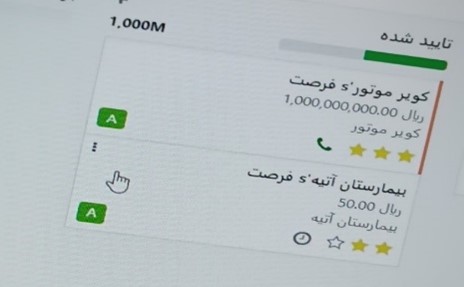 تایید شده
1.000M
کویر موتور's فرصت
ریال 1,000,000,000.00
کویر موتور
A
بیمارستان آتیه's فرصت
ریال 50.00
بیمارستان آتیه
A